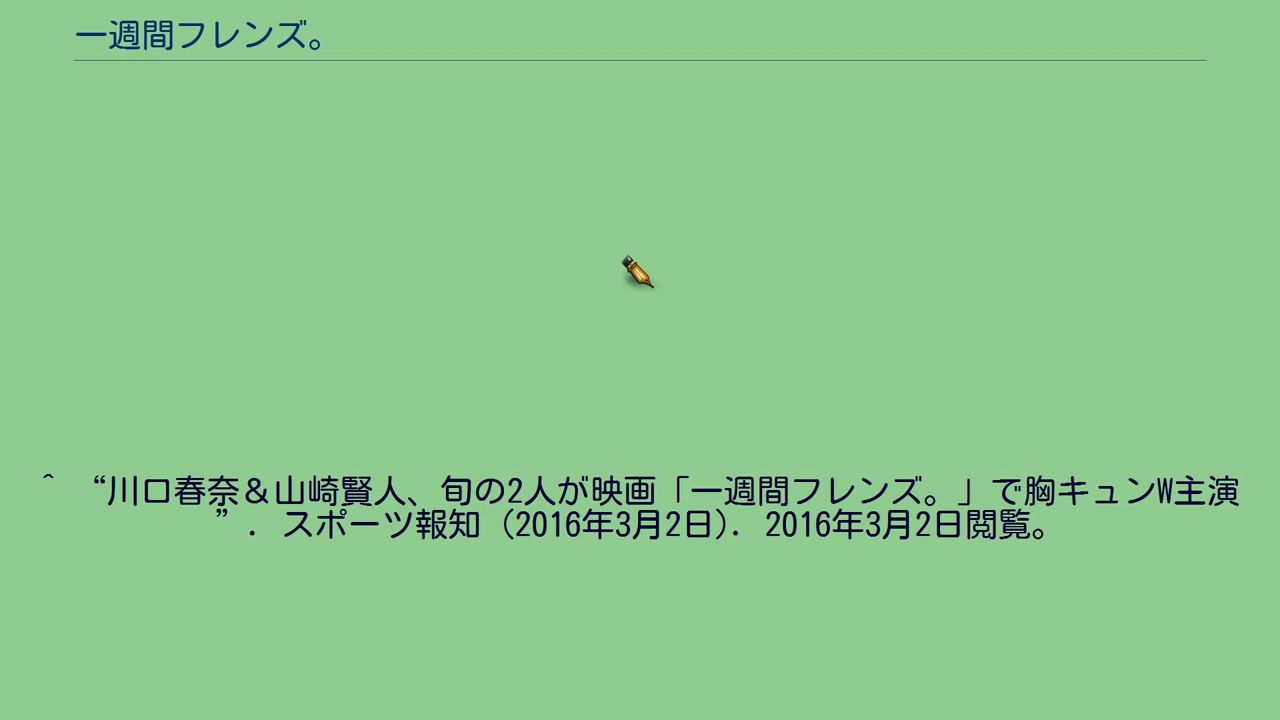 一週間フレンズ。
^ “川口春奈＆山崎賢人、旬の2人が映画「一週間フレンズ。」で胸キュンW主演
”. スポーツ報知 (2016年3月2日). 2016年3月2日閲覧。